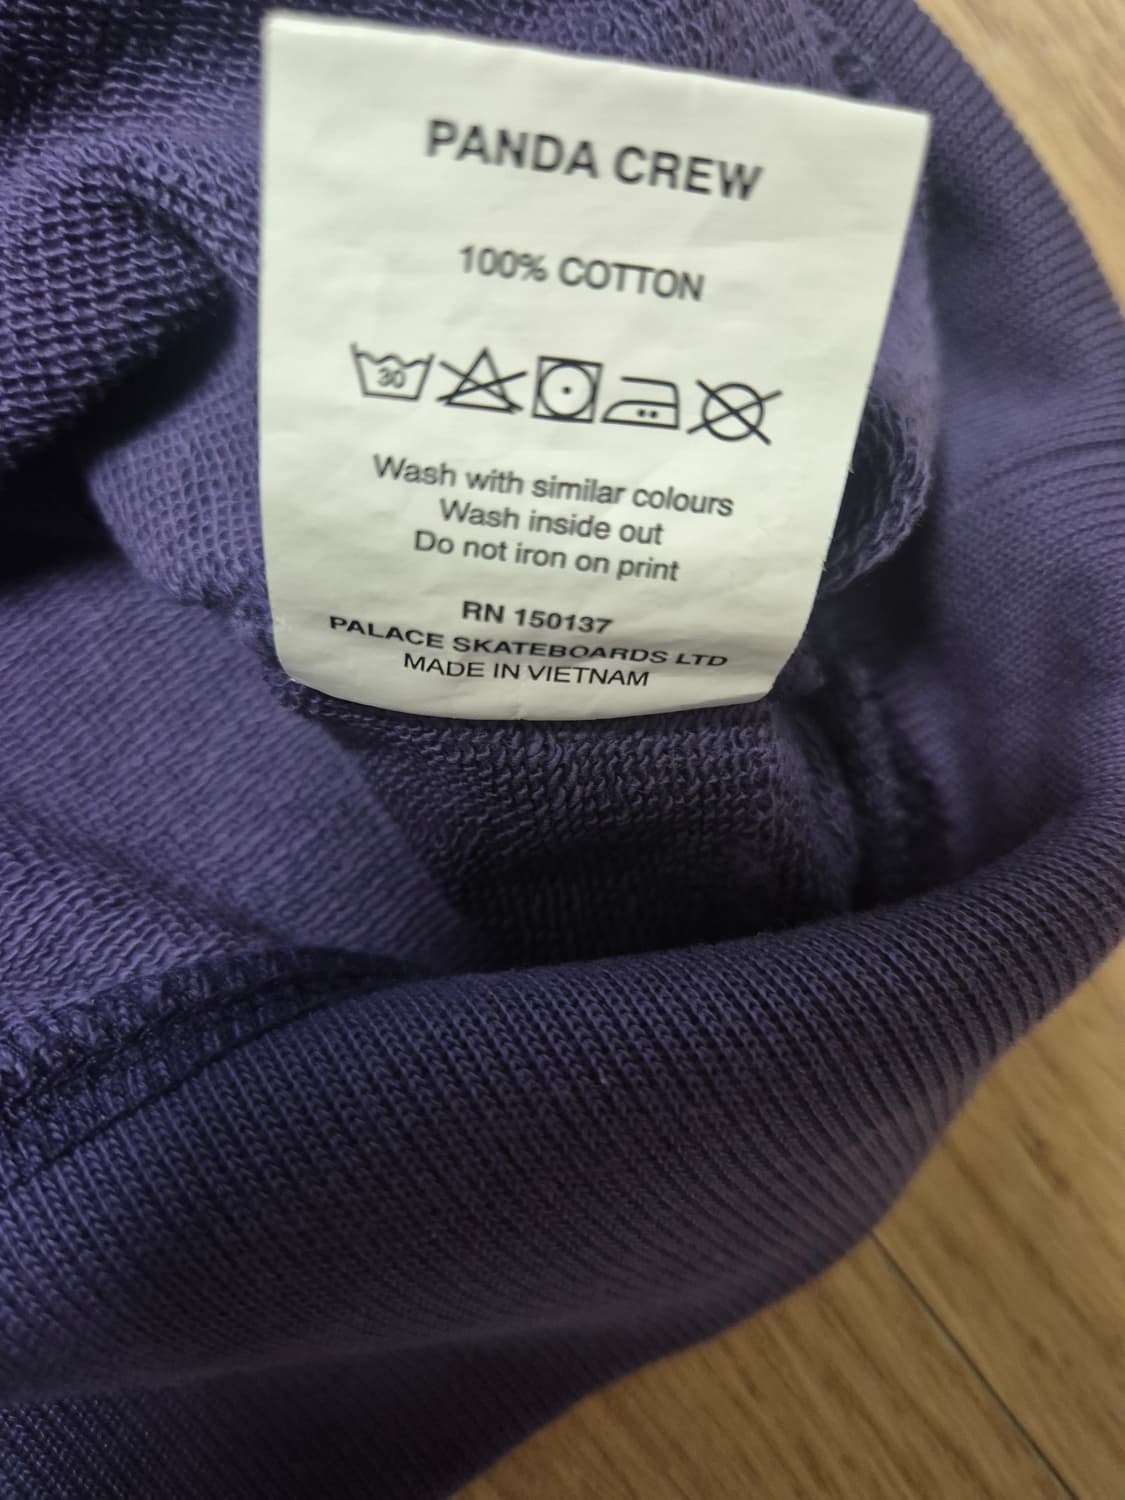 PANDA CREW
100% COTTON
30
Wash with similar colours
Wash inside out
Do not iron on print
RN 150137
PALACE SKATEBOARDS LTD
MADE IN VIETNAM